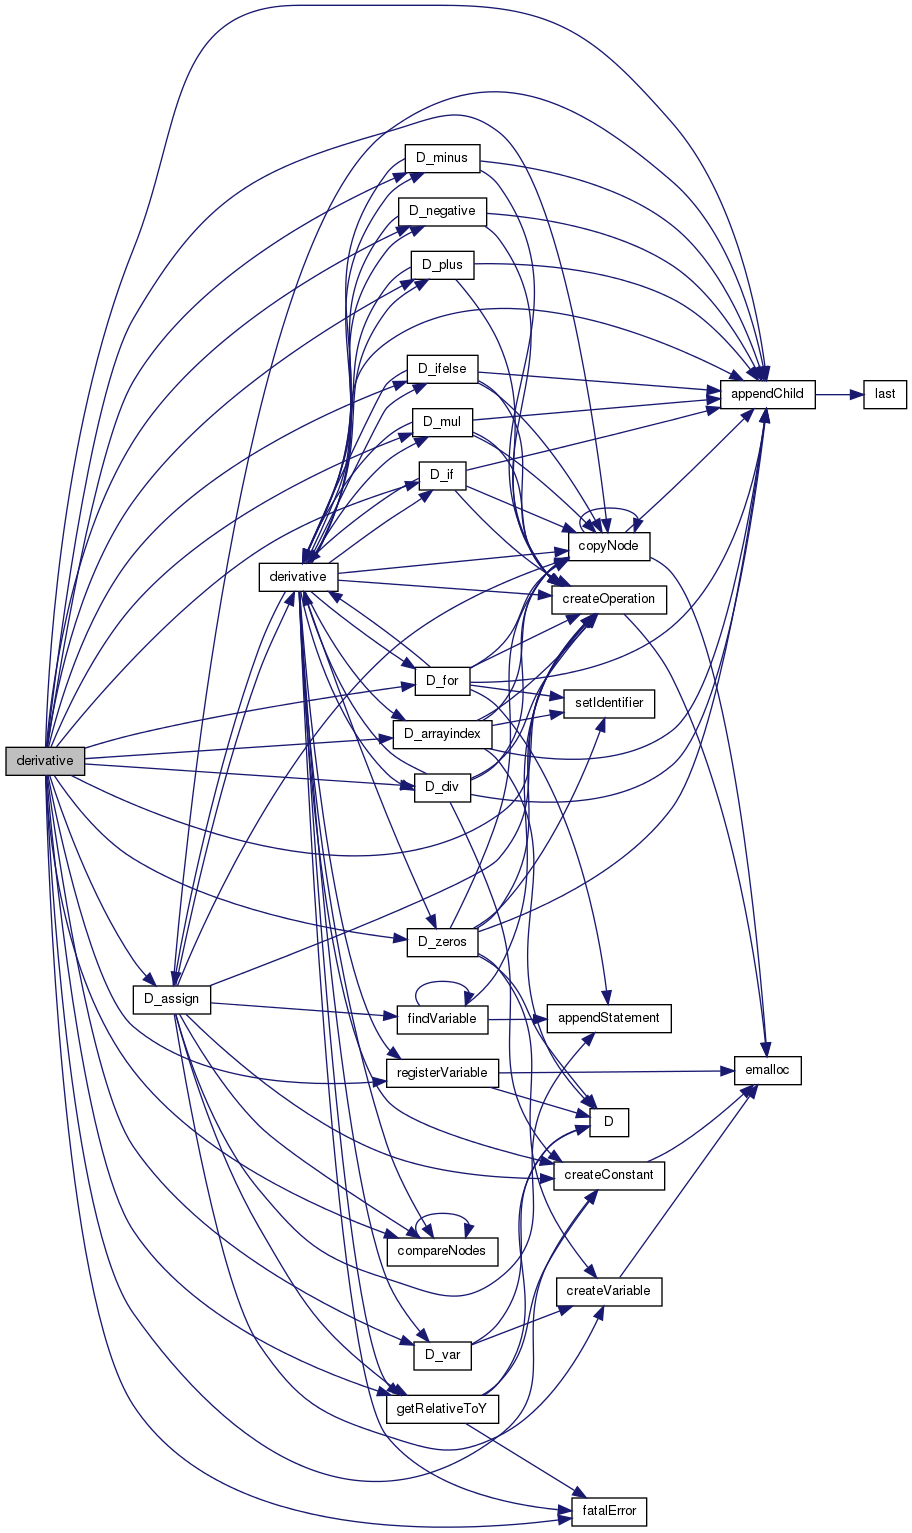 D_minus
D_negative
D_plus
D_ifelse
appendChild
last
D_mul
D_if
copyNode
derivative
createOperation
D_for
setIdentifier
D_arrayindex
derivative
D_div
D_zeros
D_assign
findVariable
appendStatement
registerVariable
emalloc
D
createConstant
compareNodes
createVariable
D_var
getRelativeToY
fatalError